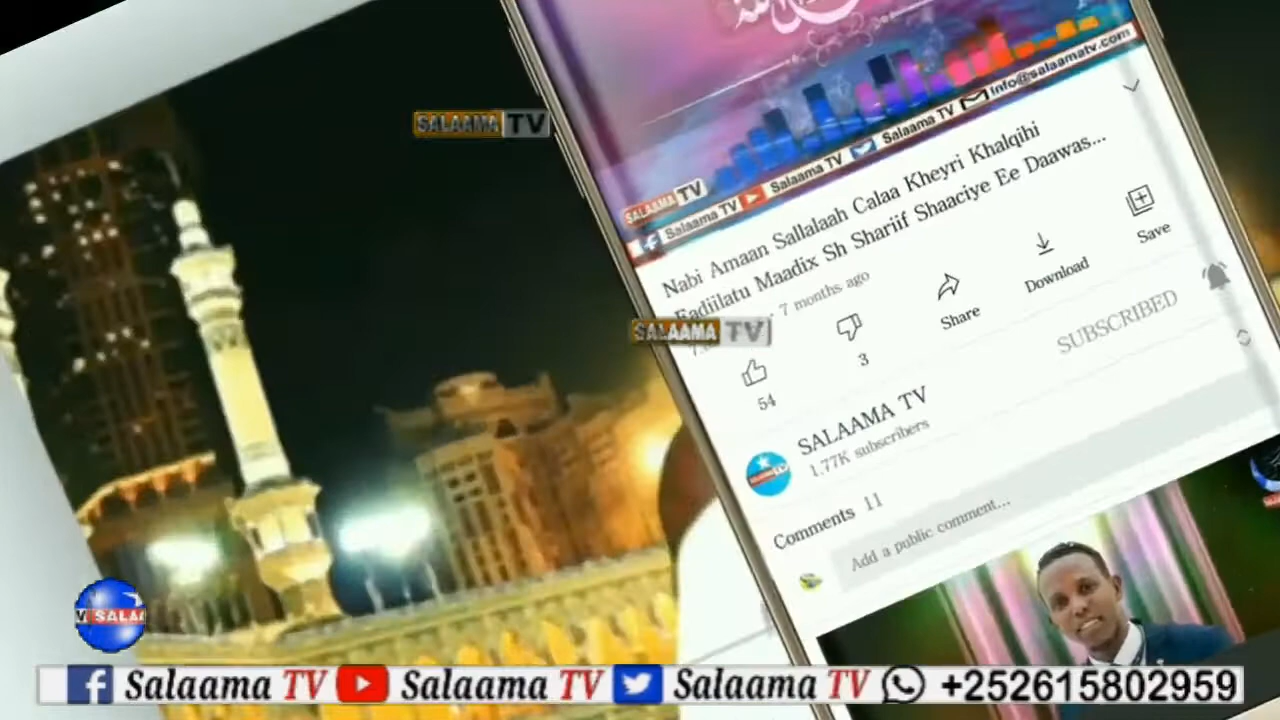 SALAAMA TV
SALAAMA TV
Salaama TV
Salaama TV
Salaama TV
Info@salaamatv.com
Nabi Amaan Sallalaah Calaa Kheyri Khalqihi
Fadiilatu Maadix Sh Shariif Shaaciye Ee Daawas...
7 months ago
SALAAMA TV
54
3
Share
Download
Save
SALAAMA TV
1.77K subscribers
SUBSCRIBED
Comments 11
Add a public comment...
Salaama TV Salaama TV Salaama TV +252615802959